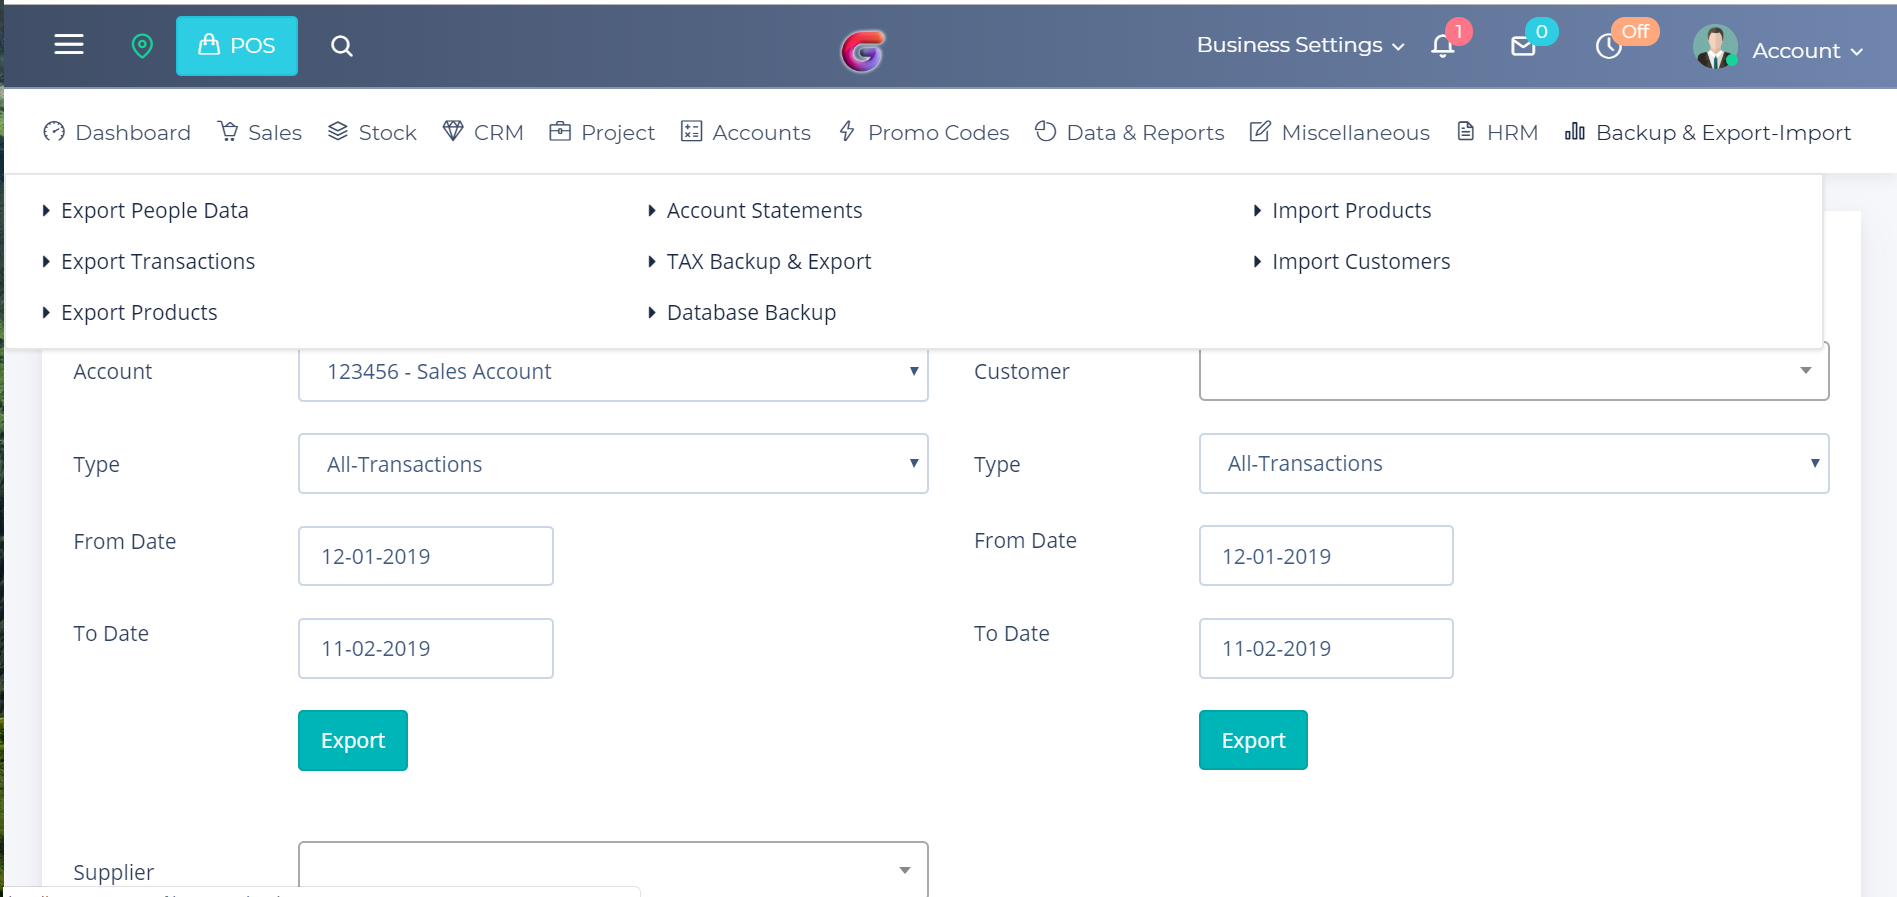 POS
Business Settings
1
0
Off
Account
Dashboard
Sales
Stock
CRM
Project
Accounts
Promo Codes
Data & Reports
Miscellaneous
HRM
Backup & Export-Import
Export People Data
Account Statements
Import Products
Export Transactions
TAX Backup & Export
Import Customers
Export Products
Database Backup
Account
123456 - Sales Account
Customer
Type
All-Transactions
Type
All-Transactions
From Date
12-01-2019
From Date
12-01-2019
To Date
11-02-2019
To Date
11-02-2019
Export
Export
Supplier